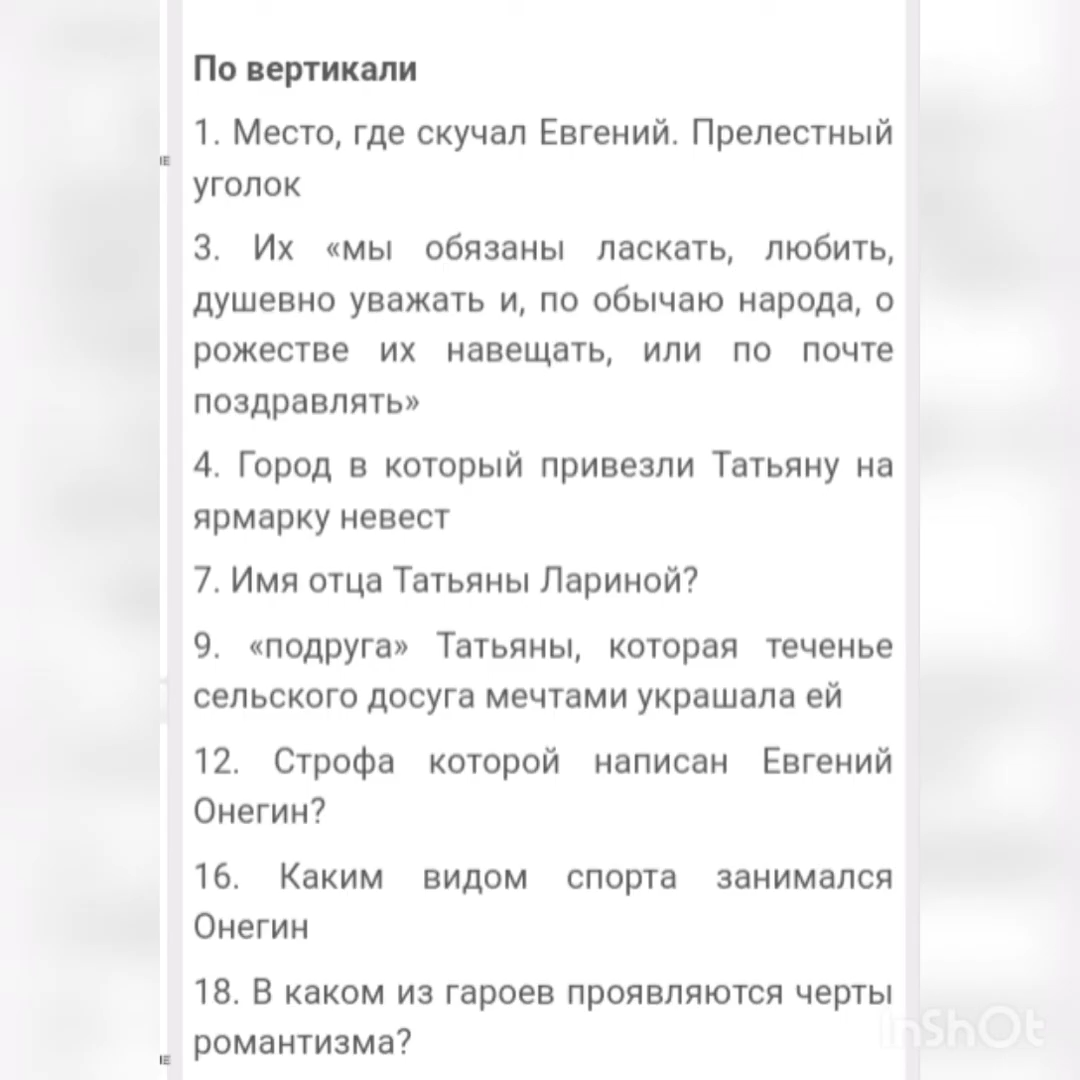 По вертикали
1. Место, где скучал Евгений. Прелестный
уголок
3. Их «мы обязаны ласкать, любить,
душевно уважать и, по обычаю народа, о
рожестве их навещать, или по почте
поздравлять»
4. Город в который привезли Татьяну на
ярмарку невест
7. Имя отца Татьяны Лариной?
9. «подруга» Татьяны, которая теченье
сельского досуга мечтами украшала ей
12. Строфа которой написан Евгений
Онегин?
16. Каким видом спорта занимался
Онегин
18. В каком из гароев проявляются черты
романтизма?
InShOt